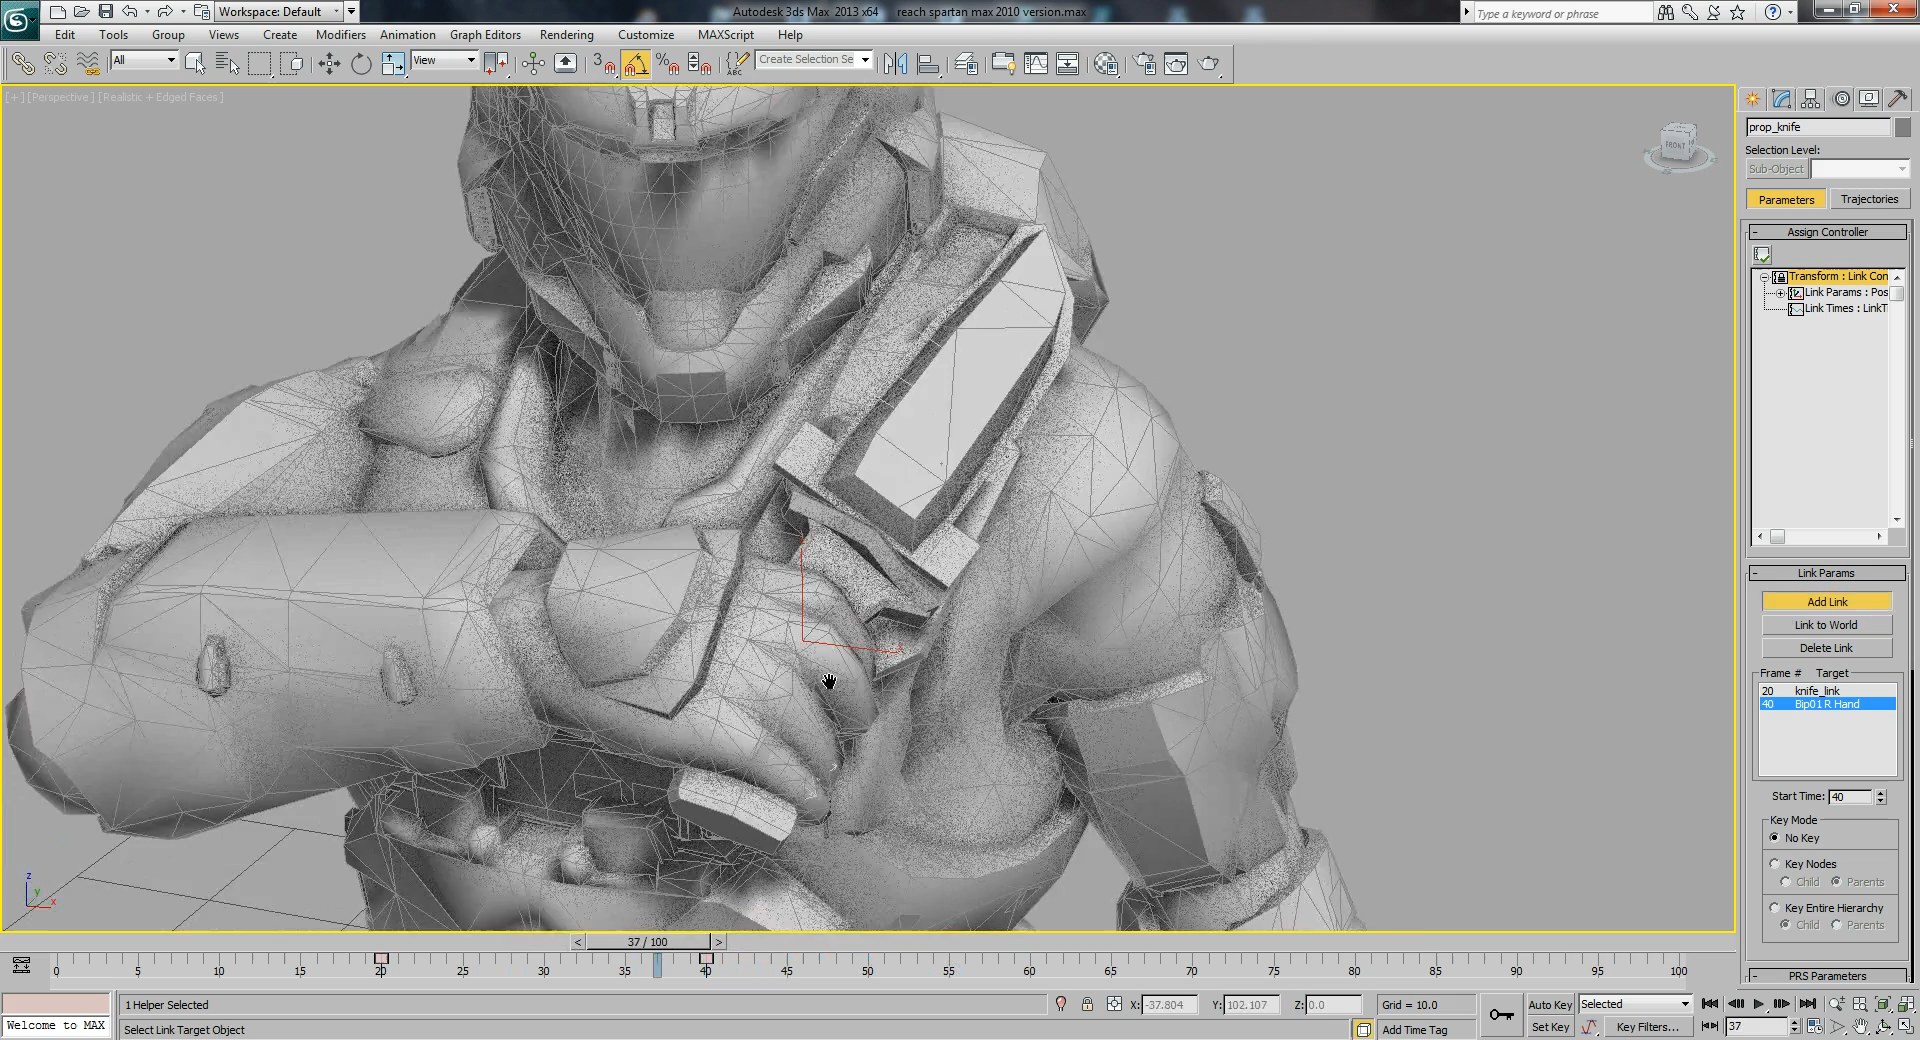 Workspace: Default
Autodesk 3ds Max 2013 x64 reach spartan max 2010 version.max
Type a keyword or phrase
Edit Tools Group Views Create Modifiers Animation Graph Editors Rendering Customize MAXScript Help
All
View
3
ABC
Create Selection Se
[+] [Perspective] [Realistic + Edged Faces]
FRONT
prop_knife
Selection Level:
Sub-Object
Parameters Trajectories
- Assign Controller
Transform : Link Con
Link Params : Pos
Link Times : LinkT
- Link Params
Add Link
Link to World
Delete Link
Frame # Target
20 knife_link
40 Bip01 R Hand
Start Time: 40
Key Mode
No Key
Key Nodes
Child Parents
Key Entire Hierarchy
Child Parents
- PRS Parameters
z
y
x
< 37 / 100 >
0 5 10 15 20 25 30 35 40 45 50 55 60 65 70 75 80 85 90 95 100
1 Helper Selected
X: -37.804 Y: 102.107 Z: 0.0
Grid = 10.0
Auto Key Selected
Welcome to MAX
Select Link Target Object
Add Time Tag
Set Key Key Filters...
37